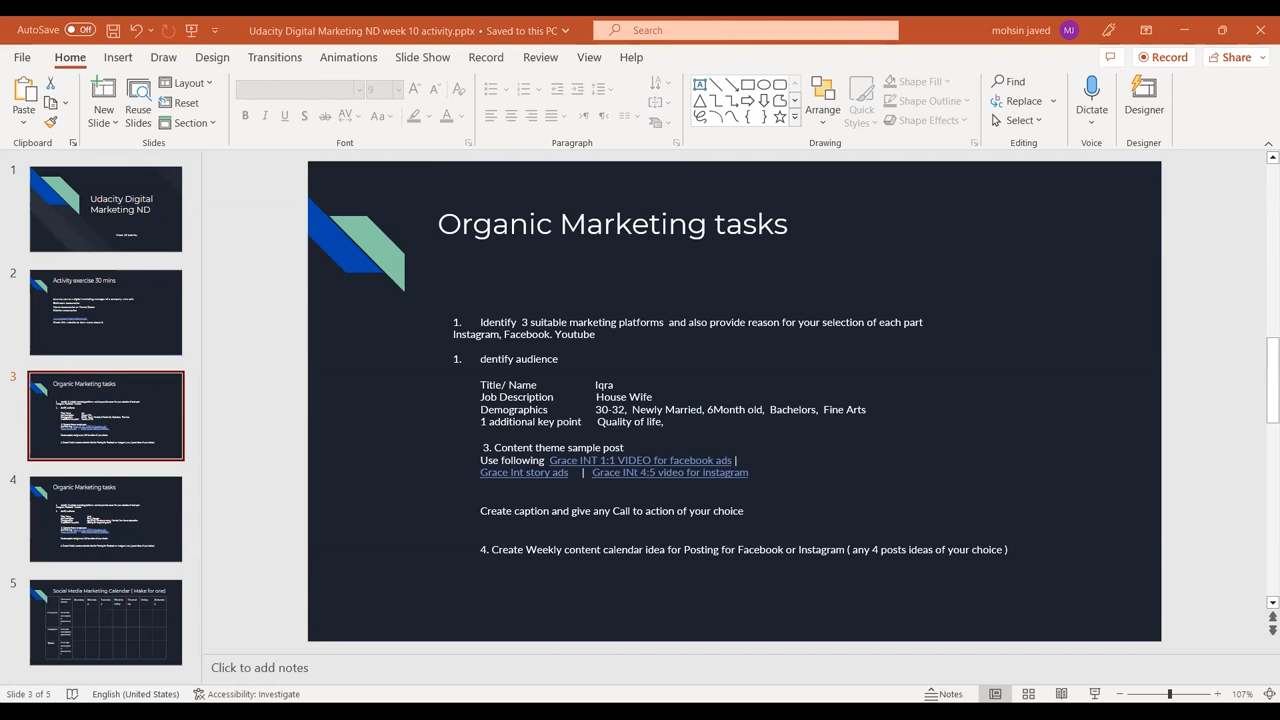 AutoSave Off Udacity Digital Marketing ND week 10 activity.pptx • Saved to this PC Search mohsin javed MJ
File Home Insert Draw Design Transitions Animations Slide Show Record Review View Help Record Share
Paste New Slide Reuse Slides Layout Reset Section 9 Arrange Quick Styles Shape Fill Shape Outline Shape Effects Find Replace Select Dictate Designer
Clipboard Slides Font Paragraph Drawing Editing Voice Designer
1
Udacity Digital
Marketing ND
2
Activity exercise 30 mins
3
Organic Marketing tasks
4
Organic Marketing tasks
5
Social Media Marketing Calendar ( Make for one)
Organic Marketing tasks
1. Identify 3 suitable marketing platforms and also provide reason for your selection of each part
Instagram, Facebook. Youtube
1. dentify audience
Title/ Name Iqra
Job Description House Wife
Demographics 30-32, Newly Married, 6Month old, Bachelors, Fine Arts
1 additional key point Quality of life,
3. Content theme sample post
Use following Grace INT 1:1 VIDEO for facebook ads |
Grace Int story ads | Grace INt 4:5 video for instagram
Create caption and give any Call to action of your choice
4. Create Weekly content calendar idea for Posting for Facebook or Instagram ( any 4 posts ideas of your choice )
Click to add notes
Slide 3 of 5 English (United States) Accessibility: Investigate Notes 107%